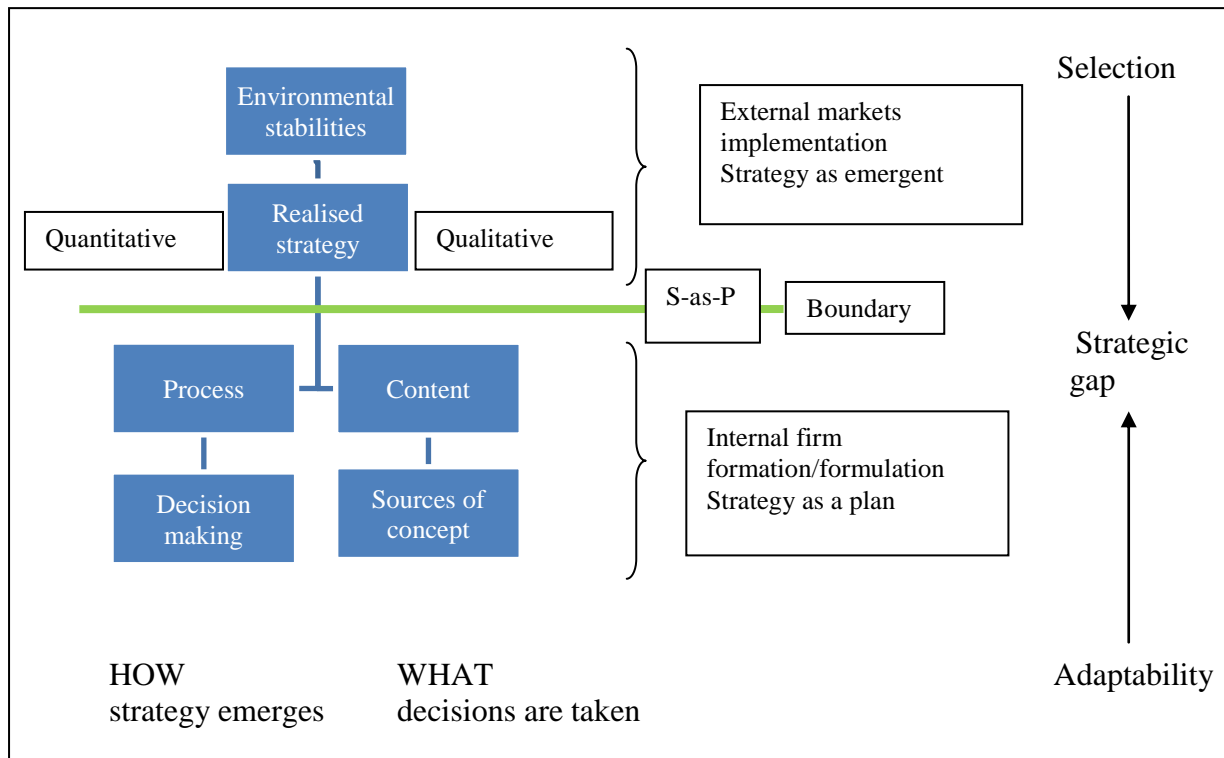 Environmental
stabilities
Selection
External markets
implementation
Strategy as emergent
Quantitative
Realised
strategy
Qualitative
S-as-P
Boundary
Strategic
gap
Process
Content
Internal firm
formation/formulation
Strategy as a plan
Decision
making
Sources of
concept
HOW
strategy emerges
WHAT
decisions are taken
Adaptability